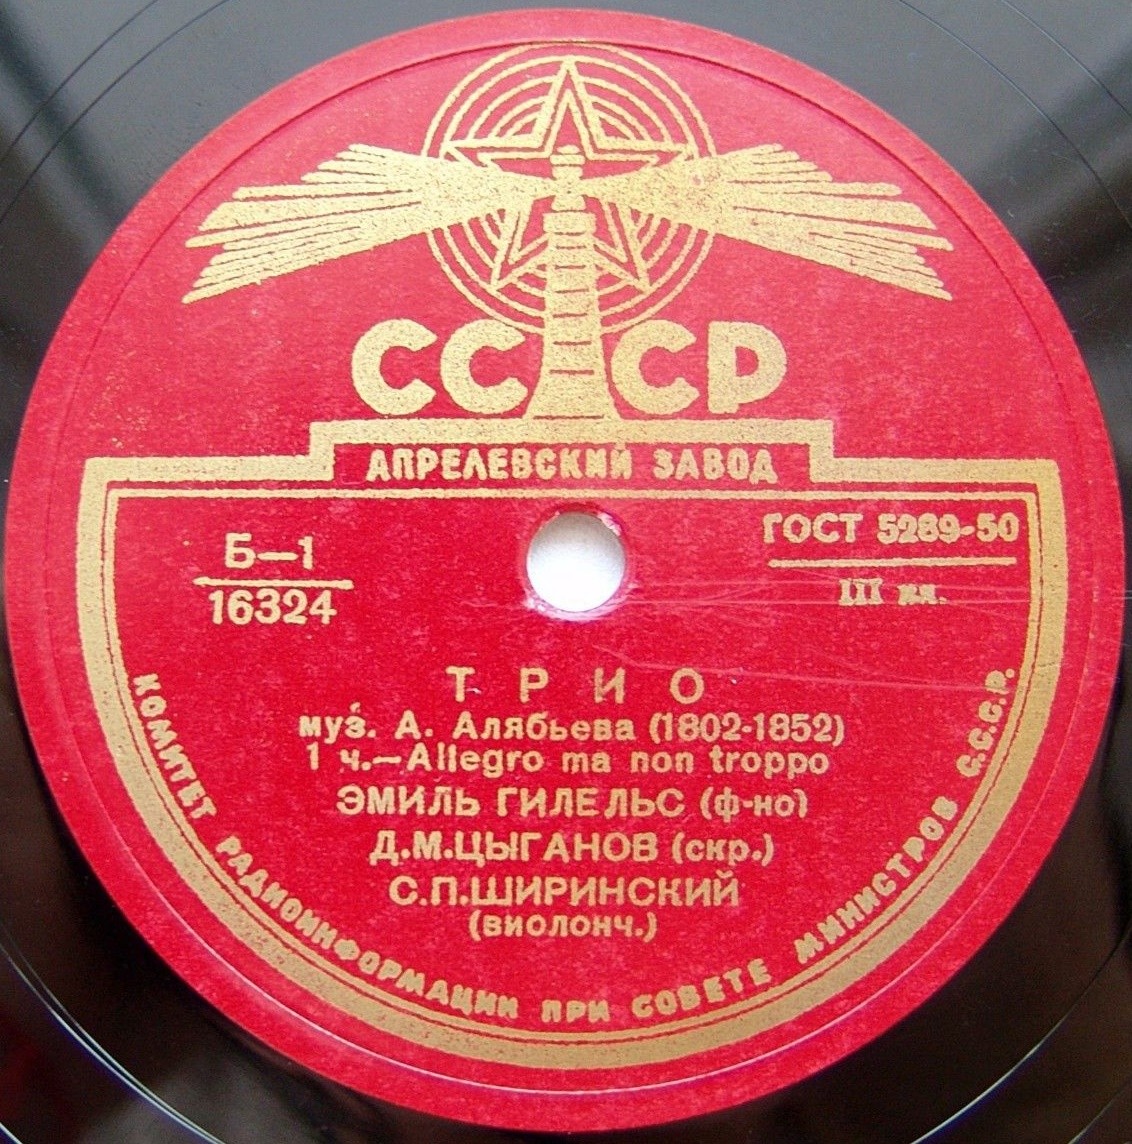 СССР
АПРЕЛЕВСКИЙ ЗАВОД
Б–1
16324
ГОСТ 5289-50
III кл.
ТРИО
муз. А. Алябьева (1802-1852)
1 ч.–Allegro ma non troppo
ЭМИЛЬ ГИЛЕЛЬС (ф-но)
Д.М.ЦЫГАНОВ (скр.)
С.П.ШИРИНСКИЙ
(виолонч.)
КОМИТЕТ РАДИОИНФОРМАЦИИ ПРИ СОВЕТЕ МИНИСТРОВ С.С.С.Р.